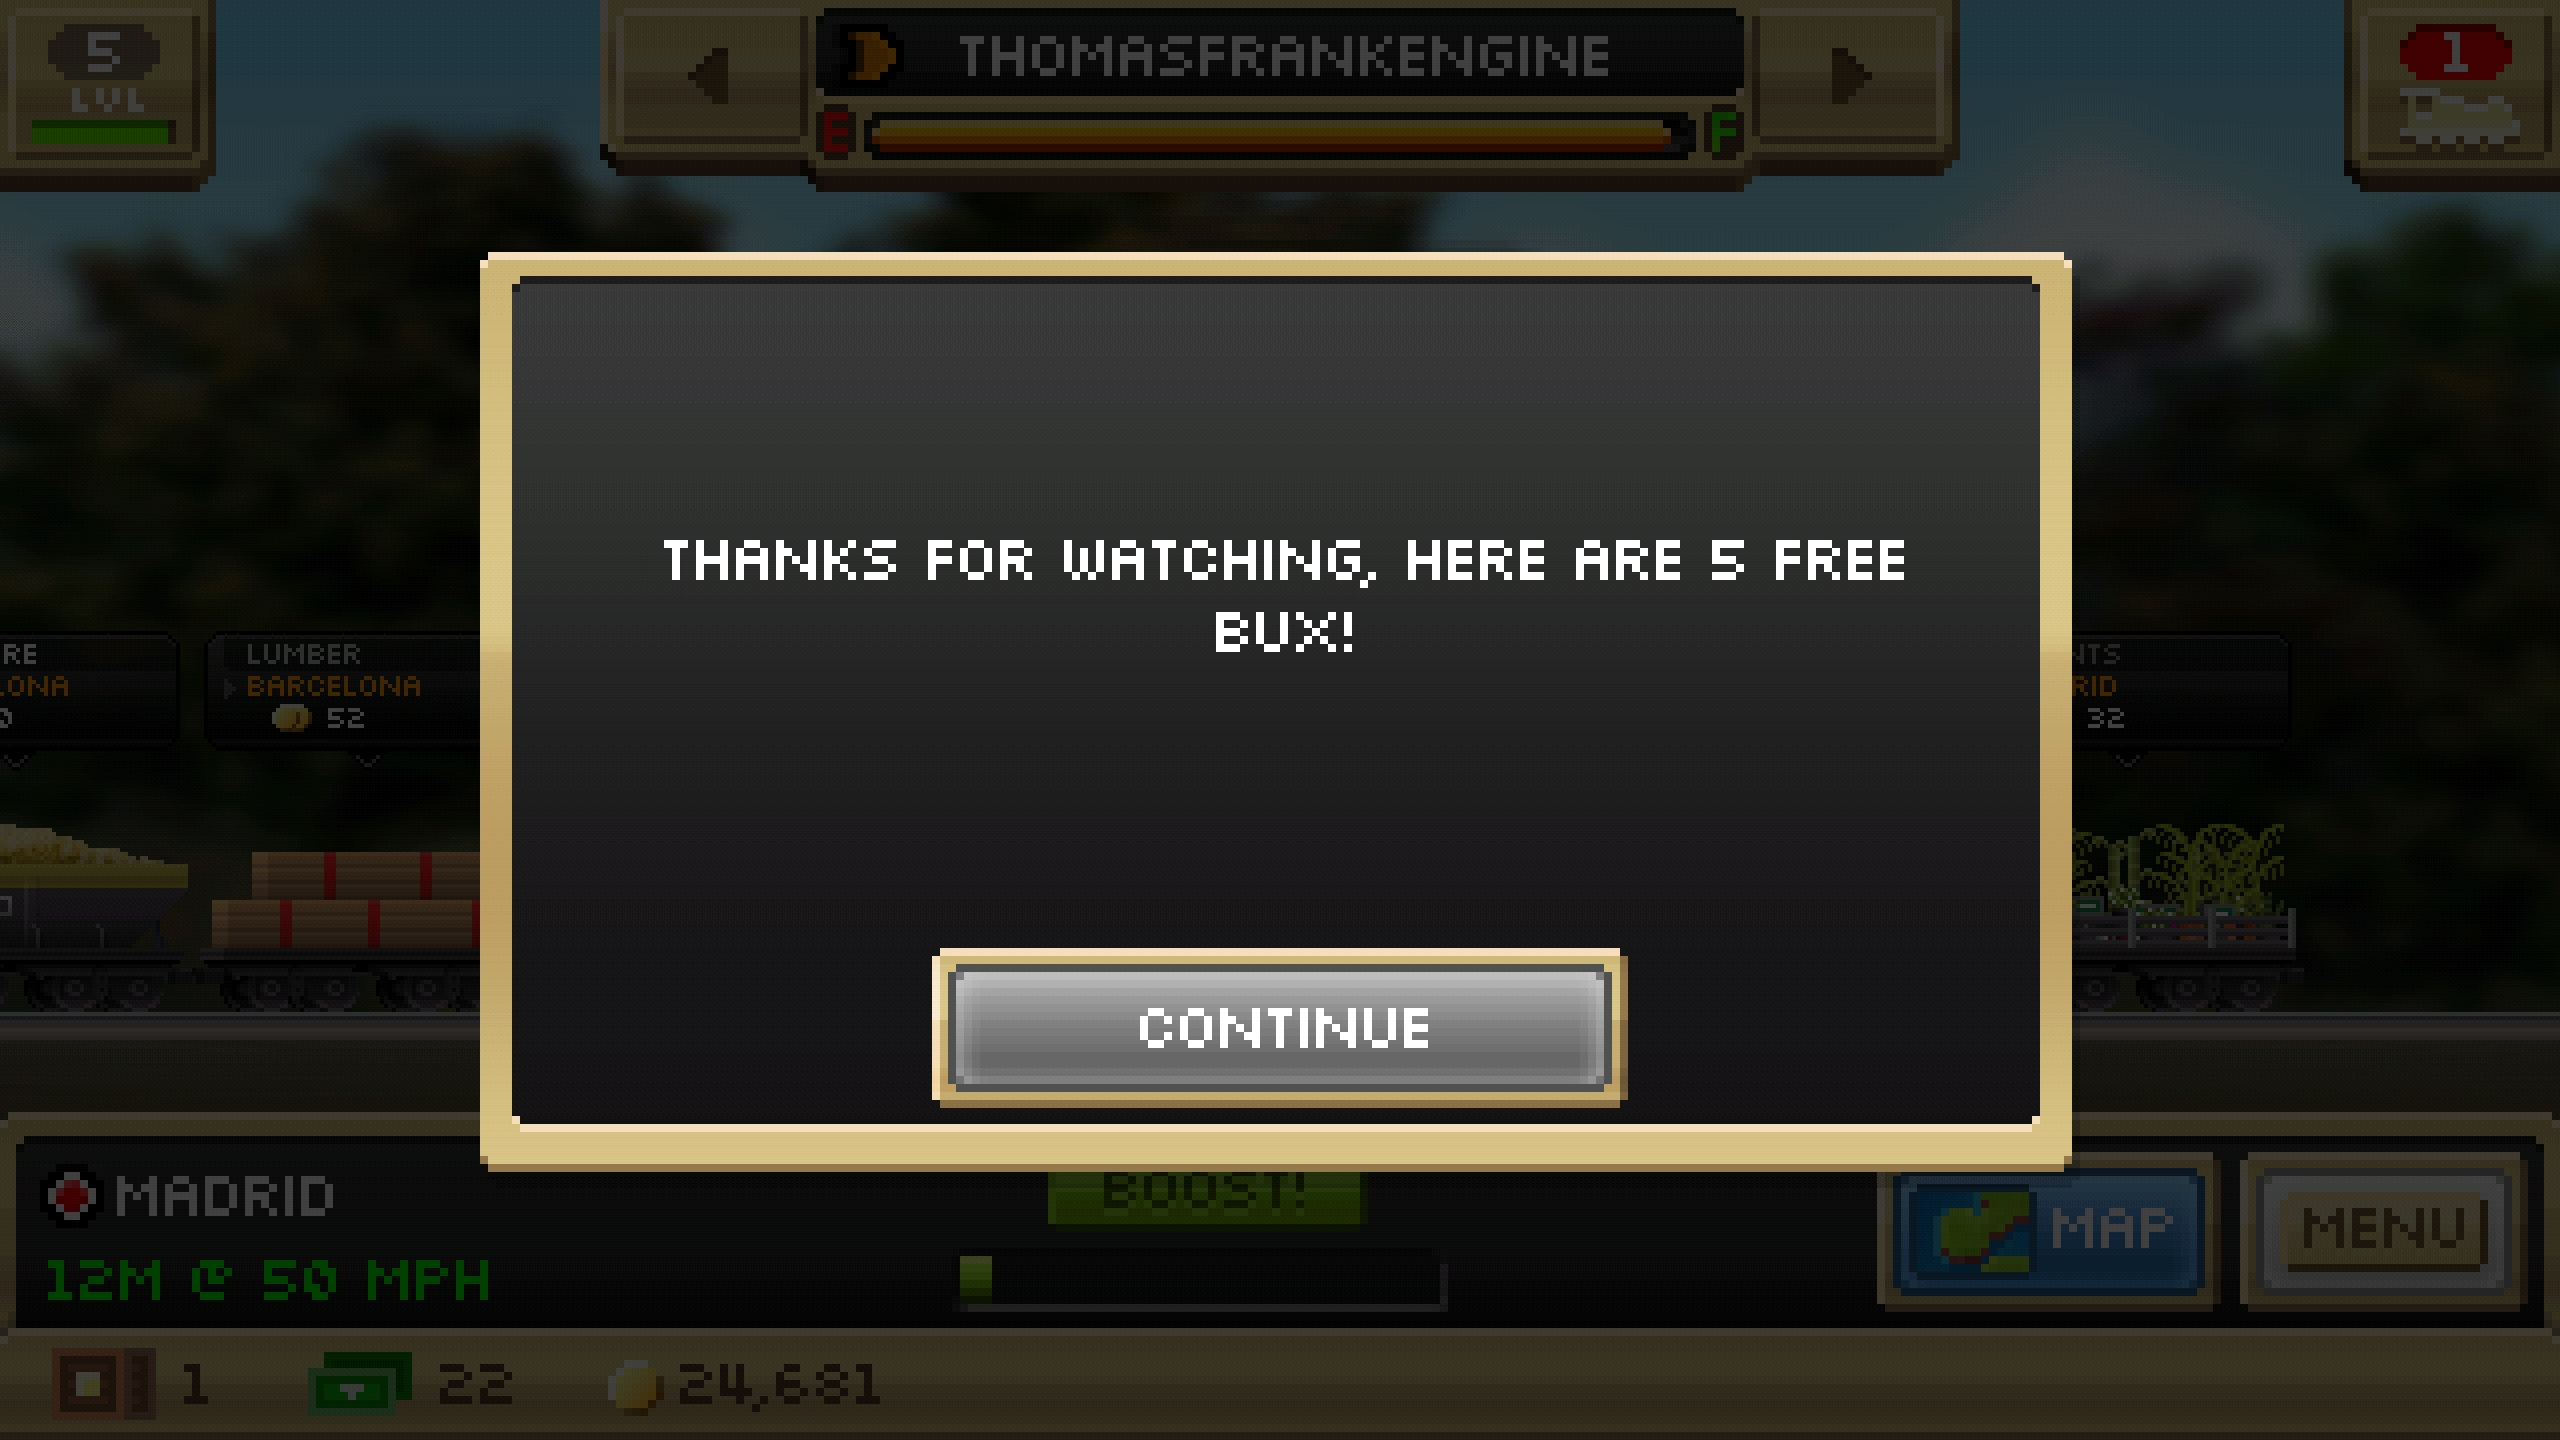 5
LVL
THOMASFRANKENGINE
E
F
1
THANKS FOR WATCHING, HERE ARE 5 FREE
BUX!
LUMBER
BARCELONA
52
32
CONTINUE
MADRID
12M @ 50 MPH
BOOST!
MAP
MENU
1
22
24,681